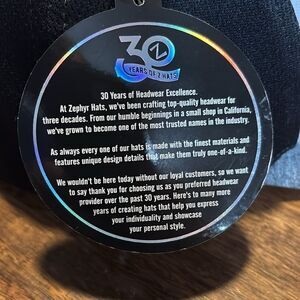 30
Z
YEARS OF Z HATS
30 Years of Headwear Excellence.
At Zephyr Hats, we've been crafting top-quality headwear for
three decades. From our humble beginnings in a small shop in California,
we've grown to become one of the most trusted names in the industry.
As always every one of our hats is made with the finest materials and
features unique design details that make them truly one-of-a-kind.
We wouldn't be here today without our loyal customers, so we want
to say thank you for choosing us as you preferred headwear
provider over the past 30 years. Here's to many more
years of creating hats that help you express
your individuality and showcase
your personal style.